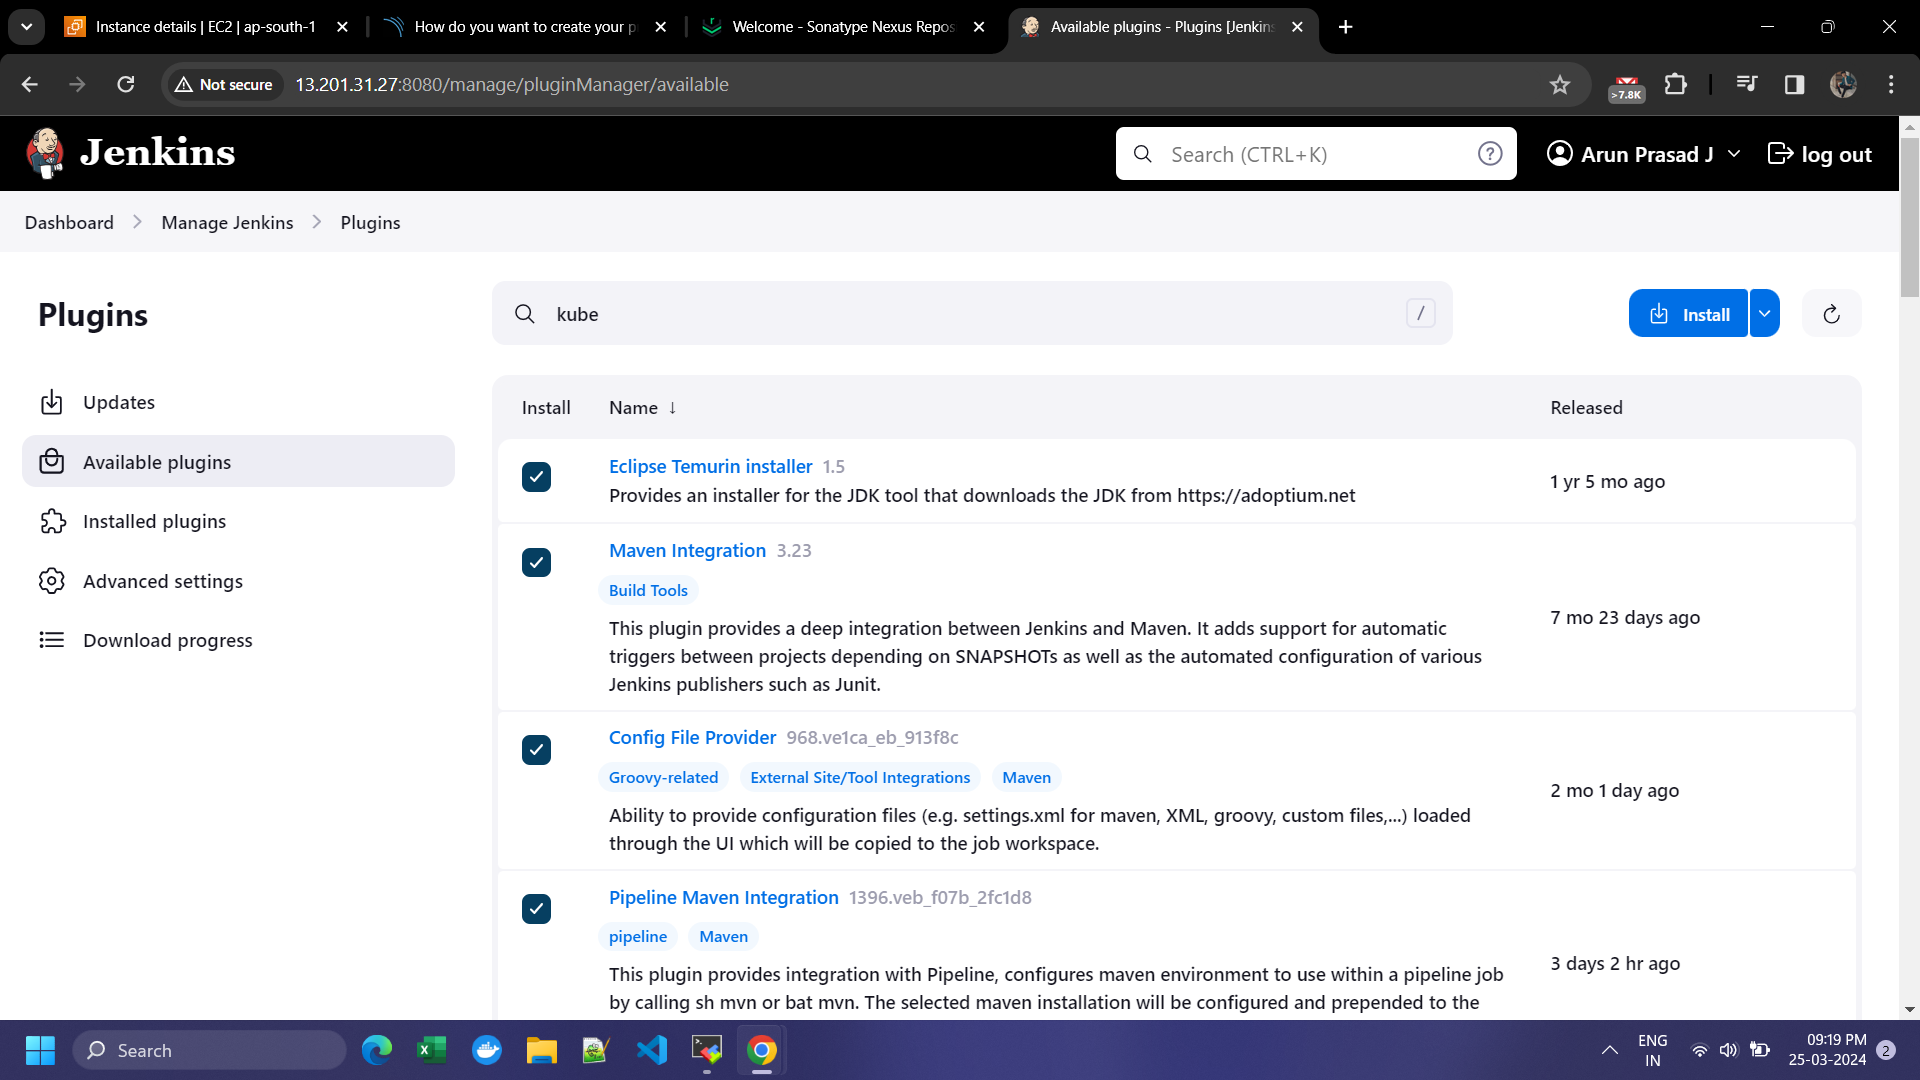 Instance details | EC2 | ap-south-1
How do you want to create your p
Welcome - Sonatype Nexus Repos
Available plugins - Plugins [Jenkins
Not secure
13.201.31.27:8080/manage/pluginManager/available
>7.8K
Jenkins
Search (CTRL+K)
?
Arun Prasad J
log out
Dashboard
Manage Jenkins
Plugins
Plugins
kube
/
Install
Updates
Available plugins
Installed plugins
Advanced settings
Download progress
Install
Name ↓
Released
Eclipse Temurin installer 1.5
Provides an installer for the JDK tool that downloads the JDK from https://adoptium.net
1 yr 5 mo ago
Maven Integration 3.23
Build Tools
This plugin provides a deep integration between Jenkins and Maven. It adds support for automatic
triggers between projects depending on SNAPSHOTs as well as the automated configuration of various
Jenkins publishers such as Junit.
7 mo 23 days ago
Config File Provider 968.ve1ca_eb_913f8c
Groovy-related External Site/Tool Integrations Maven
Ability to provide configuration files (e.g. settings.xml for maven, XML, groovy, custom files,...) loaded
through the UI which will be copied to the job workspace.
2 mo 1 day ago
Pipeline Maven Integration 1396.veb_f07b_2fc1d8
pipeline Maven
This plugin provides integration with Pipeline, configures maven environment to use within a pipeline job
by calling sh mvn or bat mvn. The selected maven installation will be configured and prepended to the
3 days 2 hr ago
Search
ENG
IN
09:19 PM
25-03-2024
2